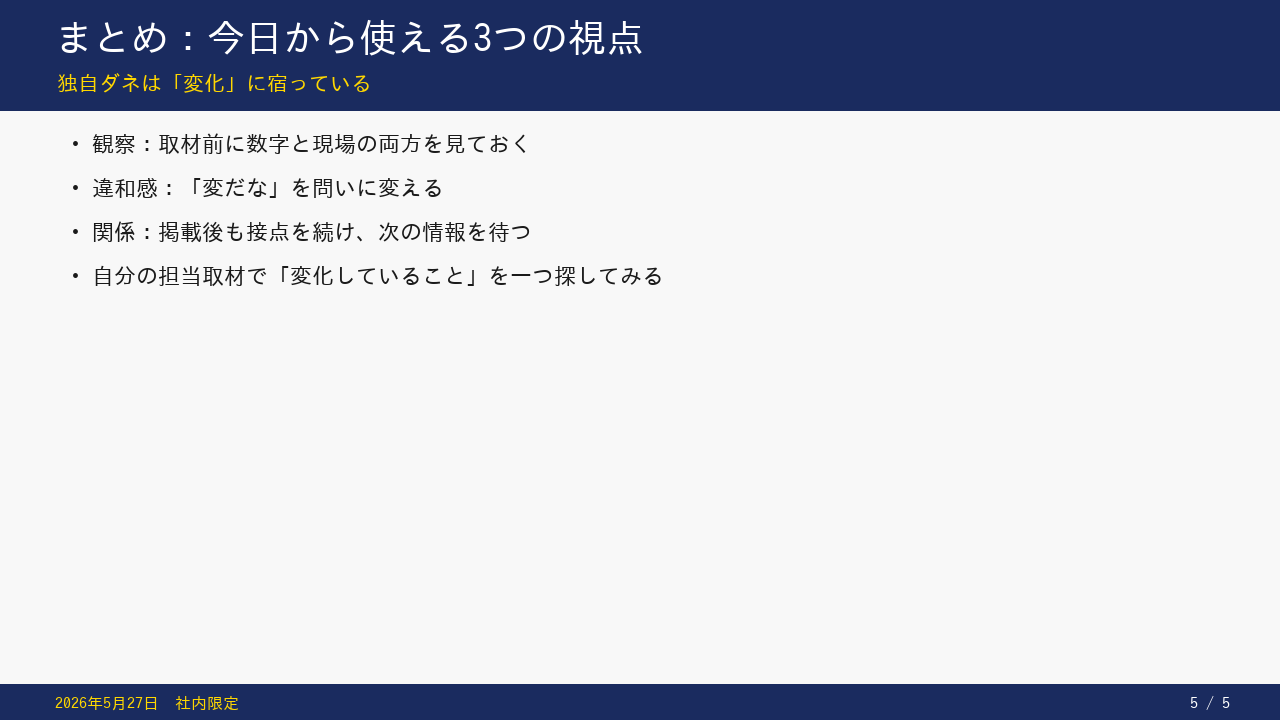 まとめ：今日から使える3つの視点
独自ダネは「変化」に宿っている
• 観察：取材前に数字と現場の両方を見ておく
• 違和感：「変だな」を問いに変える
• 関係：掲載後も接点を続け、次の情報を待つ
• 自分の担当取材で「変化していること」を一つ探してみる
2026年5月27日　社内限定
5 / 5